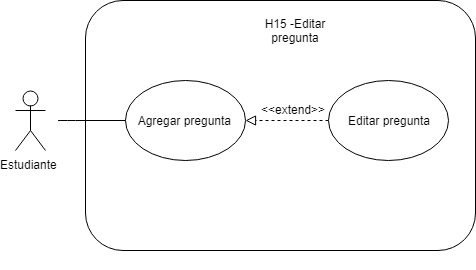 H15 -Editar
pregunta
<<extend>>
Agregar pregunta
Editar pregunta
Estudiante